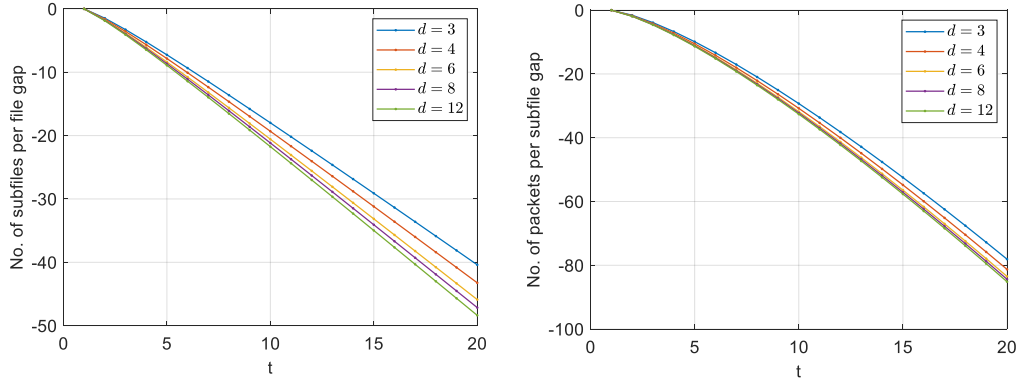 No. of subfiles per file gap
0
-10
-20
-30
-40
-50
0 5 10 15 20
t
d = 3
d = 4
d = 6
d = 8
d = 12
No. of packets per subfile gap
0
-20
-40
-60
-80
-100
0 5 10 15 20
t
d = 3
d = 4
d = 6
d = 8
d = 12